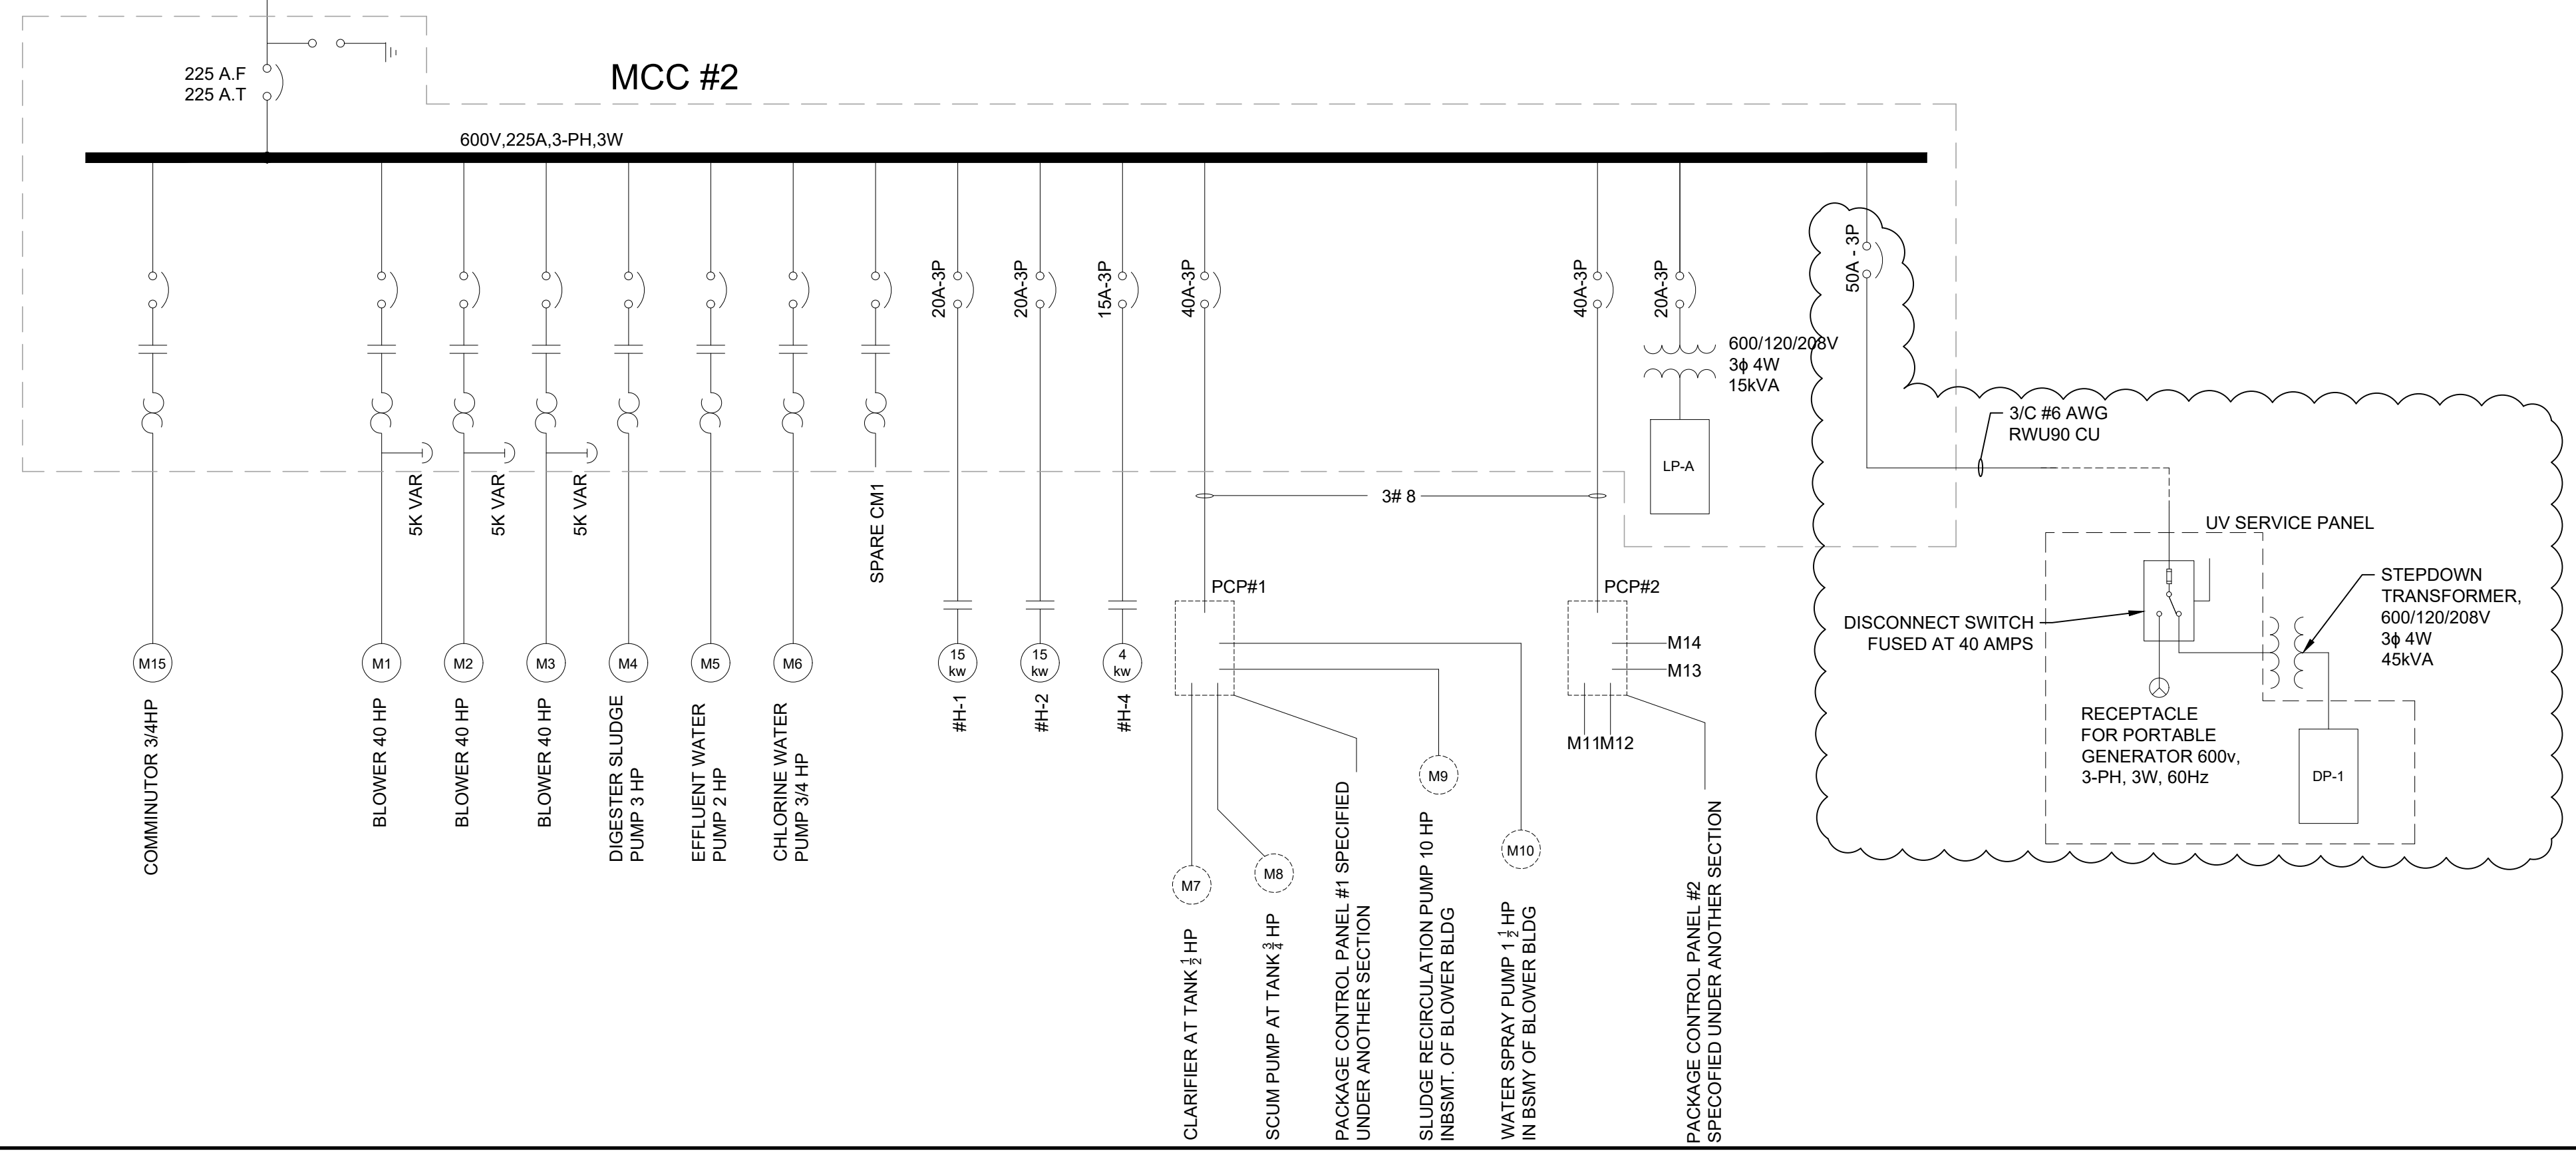 225 A.F
225 A.T
MCC #2
600V,225A,3-PH,3W
20A-3P
20A-3P
15A-3P
40A-3P
40A-3P
20A-3P
50A - 3P
600/120/208V
3ϕ 4W
15kVA
LP-A
3/C #6 AWG
RWU90 CU
5K VAR
5K VAR
5K VAR
SPARE CM1
3# 8
UV SERVICE PANEL
PCP#1
PCP#2
DISCONNECT SWITCH
FUSED AT 40 AMPS
STEPDOWN
TRANSFORMER,
600/120/208V
3ϕ 4W
45kVA
M15
M1
M2
M3
M4
M5
M6
15
kw
15
kw
4
kw
M14
M13
M11
M12
RECEPTACLE
FOR PORTABLE
GENERATOR 600v,
3-PH, 3W, 60Hz
DP-1
COMMINUTOR 3/4HP
BLOWER 40 HP
BLOWER 40 HP
BLOWER 40 HP
DIGESTER SLUDGE
PUMP 3 HP
EFFLUENT WATER
PUMP 2 HP
CHLORINE WATER
PUMP 3/4 HP
#H-1
#H-2
#H-4
M9
M10
M7
M8
CLARIFIER AT TANK 1/2 HP
SCUM PUMP AT TANK 3/4 HP
PACKAGE CONTROL PANEL #1 SPECIFIED
UNDER ANOTHER SECTION
SLUDGE RECIRCULATION PUMP 10 HP
INBSMT. OF BLOWER BLDG
WATER SPRAY PUMP 1 1/2 HP
IN BSMY OF BLOWER BLDG
PACKAGE CONTROL PANEL #2
SPECOFIED UNDER ANOTHER SECTION